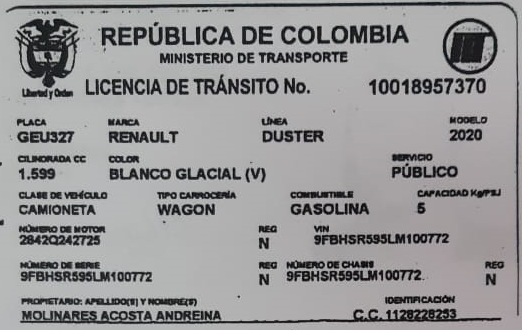 REPÚBLICA DE COLOMBIA
MINISTERIO DE TRANSPORTE
Libertad y Orden
LICENCIA DE TRÁNSITO No. 10018957370
PLACA MARCA LÍNEA MODELO
GEU327 RENAULT DUSTER 2020
CILINDRADA CC COLOR SERVICIO
1.599 BLANCO GLACIAL (V) PÚBLICO
CLASE DE VEHÍCULO TIPO CARROCERÍA COMBUSTIBLE CAPACIDAD Kg/PSJ
CAMIONETA WAGON GASOLINA 5
NÚMERO DE MOTOR REG VIN
2842Q242725 N 9FBHSR595LM100772
NÚMERO DE SERIE REG NÚMERO DE CHASIS REG
9FBHSR595LM100772 N 9FBHSR595LM100772 N
PROPIETARIO: APELLIDO(S) Y NOMBRE(S) IDENTIFICACIÓN
MOLINARES ACOSTA ANDREINA C.C. 1128228253